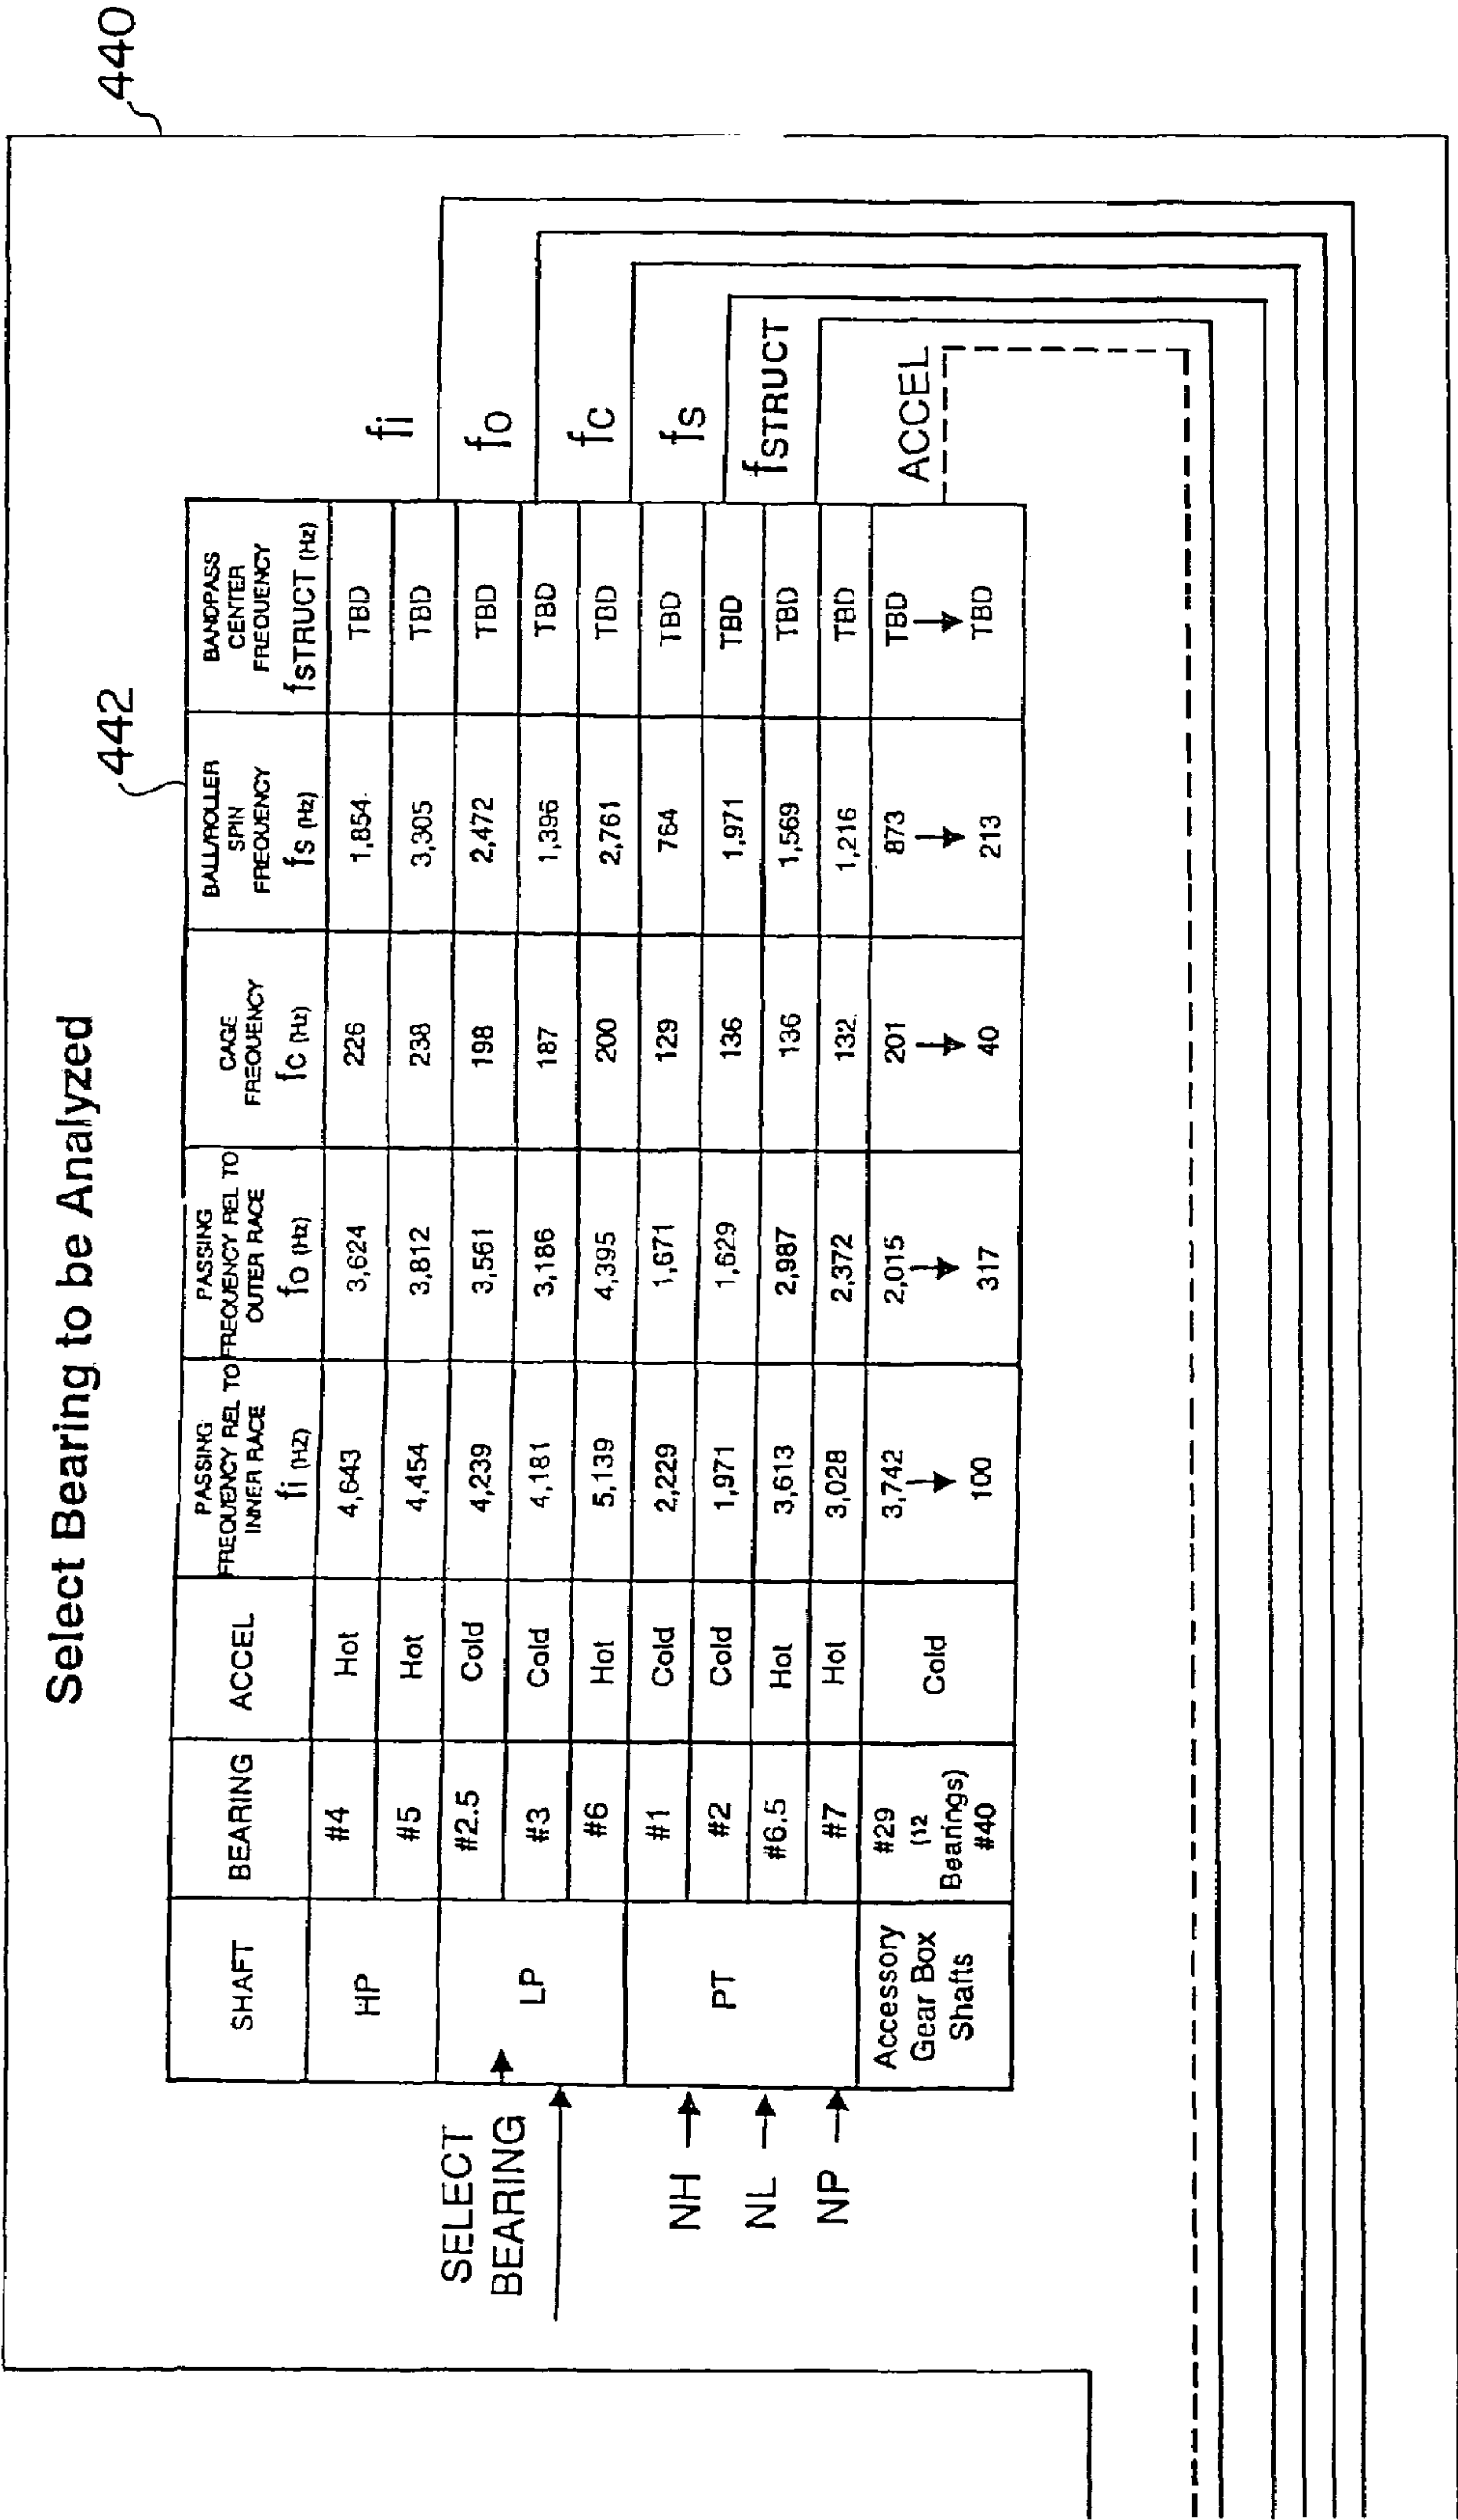 440
Select Bearing to be Analyzed
442
SHAFT BEARING ACCEL PASSING FREQUENCY REL TO INNER RACE fi (HZ) PASSING FREQUENCY REL TO OUTER RACE fo (Hz) CAGE FREQUENCY fc (Hz) BALL/ROLLER SPIN FREQUENCY fs (Hz) BANDPASS CENTER FREQUENCY fSTRUCT (Hz)
HP #4 Hot 4,643 3,624 226 1,854 TBD
#5 Hot 4,454 3,812 238 3,305 TBD
LP #2.5 Cold 4,239 3,561 198 2,472 TBD
#3 Cold 4,181 3,186 187 1,396 TBD
#6 Hot 5,139 4,395 200 2,761 TBD
PT #1 Cold 2,229 1,671 129 764 TBD
#2 Cold 1,971 1,629 136 1,971 TBD
#6.5 Hot 3,613 2,987 136 1,569 TBD
#7 Hot 3,028 2,372 132 1,216 TBD
Accessory Gear Box Shafts #29 (12 Bearings) #40 Cold 3,742 100 2,015 317 201 40 873 213 TBD TBD
SELECT
BEARING
NH
NL
NP
fi
fo
fc
fs
fSTRUCT
ACCEL